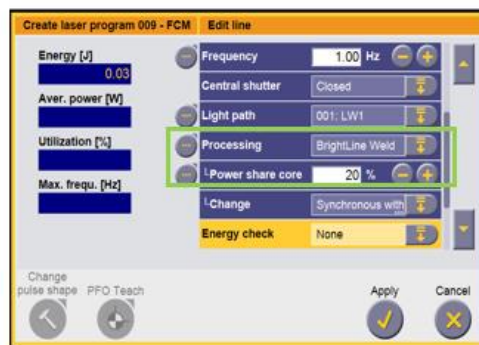 Create laser program 009 - FCM
Edit line
Energy [J]
0.03
Aver. power [W]
Utilization [%]
Max. frequ. [Hz]
Frequency 1.00 Hz
Central shutter Closed
Light path 001: LW1
Processing BrightLine Weld
└Power share core 20 %
└Change Synchronous with
Energy check None
Change
pulse shape
PFO Teach
Apply
Cancel